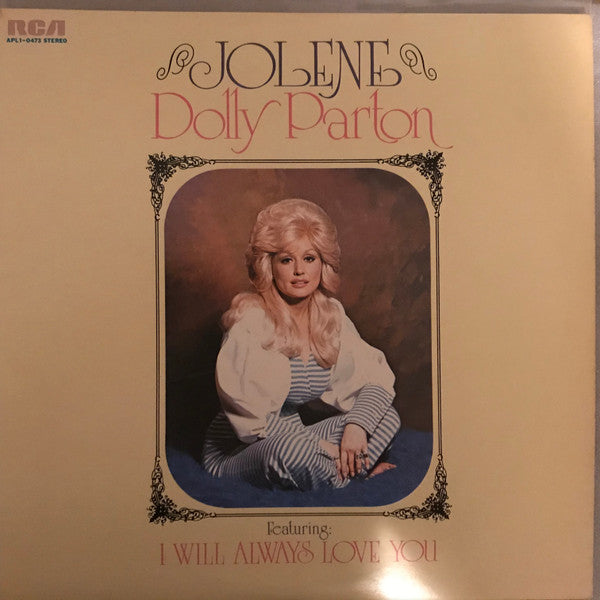 RCA
APL1-0473 STEREO
JOLENE
Dolly Parton
Featuring:
I WILL ALWAYS LOVE YOU